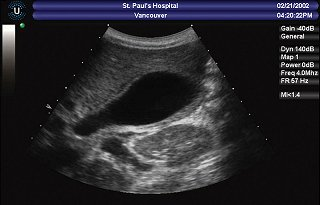 St. Paul's Hospital
Vancouver
02/21/2002
04:20:22PM
U
Gain -40dB
General
Dyn 140dB
Map 1
Power 0dB
Freq 4.0Mhz
FR 57 Hz
MI<1.4